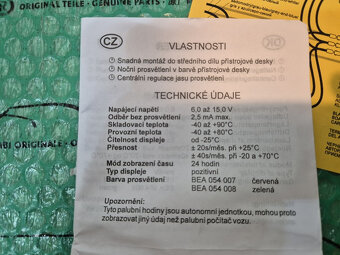 ORIGINAL TEILE · GENUINE PARTS
CZ
VLASTNOSTI
Snadná montáž do středního dílu přístrojové desky
Noční prosvětlení v barvě přístrojové desky
Centrální regulace jasu prosvětlení
TECHNICKÉ ÚDAJE
Napájecí napětí 6,0 až 15,0 V
Odběr bez prosvětlení 2,5 mA max.
Skladovací teplota -40 až +90°C
Provozní teplota -40 až +80°C
Čitelnost displeje od -25°C
Přesnost ± 20s/měs. při +25°C
± 40s/měs. při -20 a +70°C
Mód zobrazení času 24 hodin
Typ displeje pozitivní
Barva prosvětlení BEA 054 007 červená
BEA 054 008 zelená
Upozornění:
Tyto palubní hodiny jsou autonomní jednotkou, mohou proto
zobrazovat jiný údaj než palubní počítač vozu.